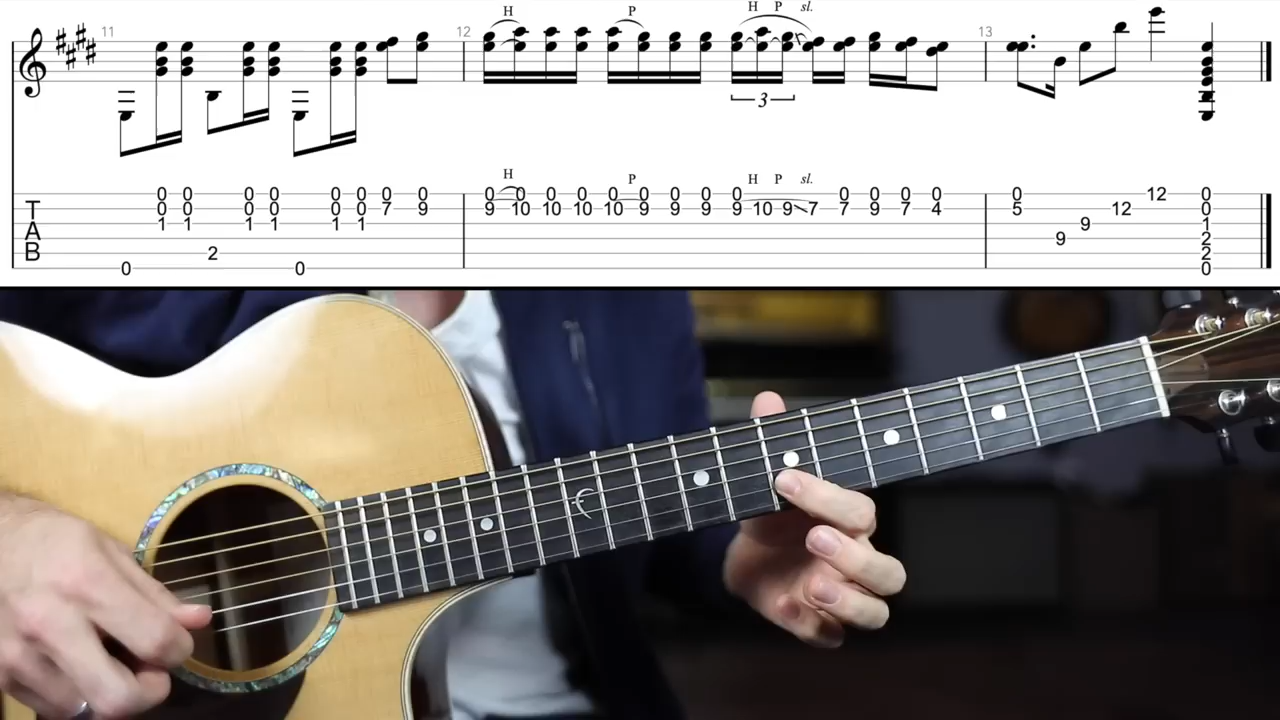 11 12 13
H P H P sl.
3
H P H P sl.
0 0 0 0 0 0 0 0 0 0 0 0 0 0 0 0 0 0 0 0 0 12 0
T 0 0 0 0 0 0 7 9 9 10 10 10 10 9 9 9 9 10 9 7 7 9 7 4 5 12 0
A 1 1 1 1 1 1 9 1
9 2
B 2 2
0 0 0